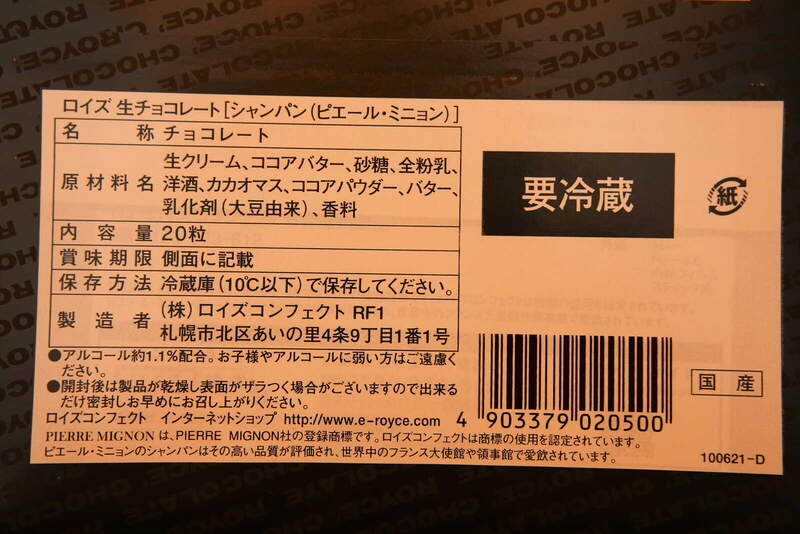 ロイズ 生チョコレート[シャンパン(ピエール・ミニョン)]
名称 チョコレート
原材料名 生クリーム、ココアバター、砂糖、全粉乳、
洋酒、カカオマス、ココアパウダー、バター、
乳化剤(大豆由来)、香料
内容量 20粒
賞味期限 側面に記載
保存方法 冷蔵庫(10℃以下)で保存してください。
製造者 (株)ロイズコンフェクト RF1
札幌市北区あいの里4条9丁目1番1号
●アルコール約1.1%配合。お子様やアルコールに弱い方はご遠慮く
ださい。
●開封後は製品が乾燥し表面がザラつく場合がございますので出来る
だけ密封しお早めにお召し上がりください。
ロイズコンフェクト インターネットショップ http://www.e-royce.com
PIERRE MIGNON は、PIERRE MIGNON社の登録商標です。ロイズコンフェクトは商標の使用を認定されています。
ピエール・ミニョンのシャンパンはその高い品質が評価され、世界中のフランス大使館や領事館で愛飲されています。
要冷蔵
紙
4 903379 020500
国産
100621-D
ROYCE' CHOCOLATE